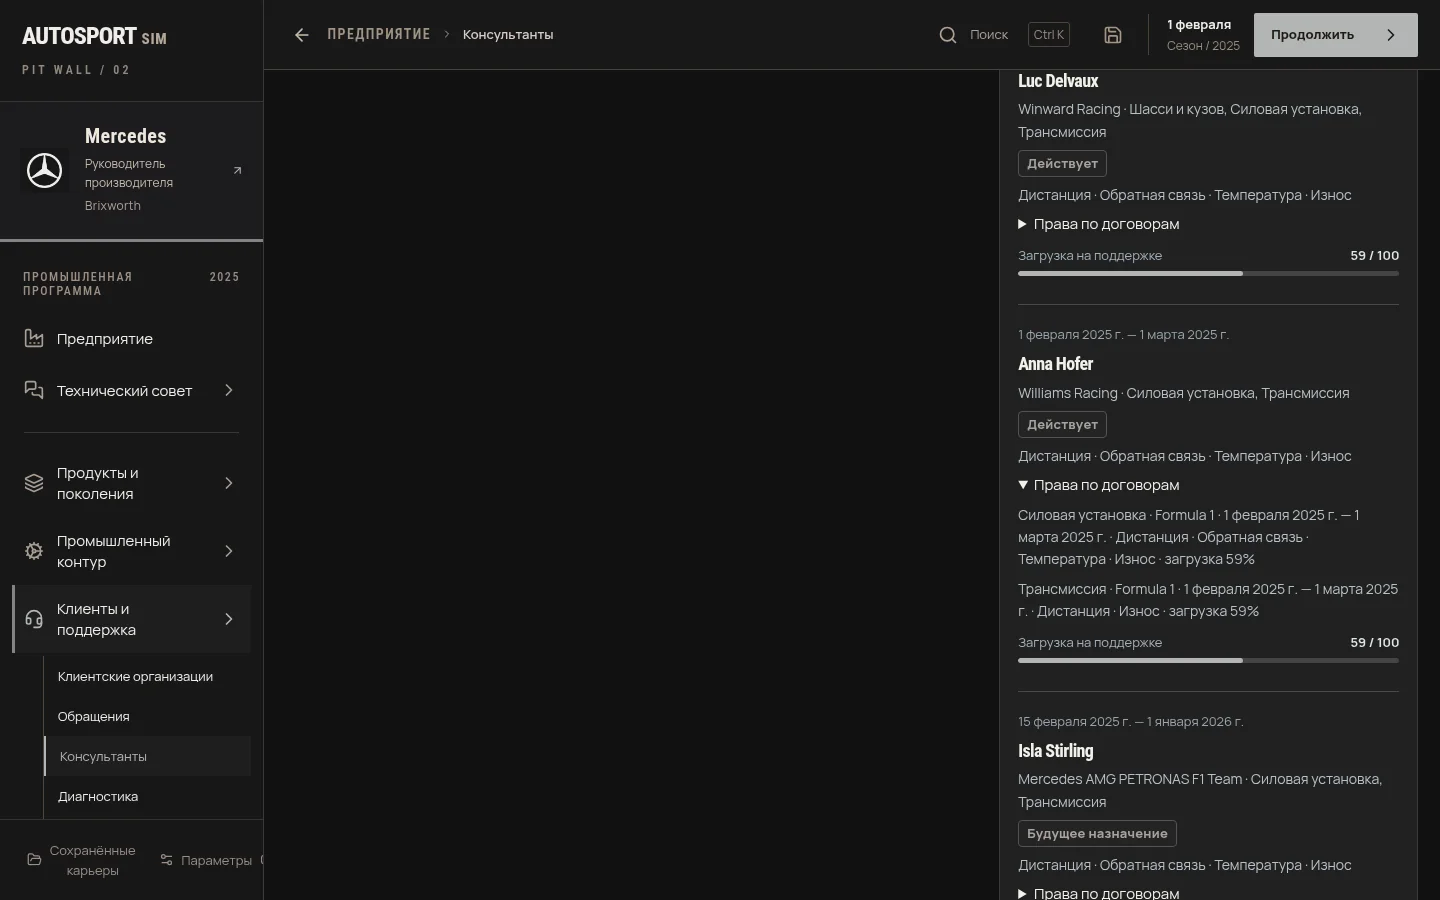 AUTOSPORT SIM
PIT WALL / 02
Mercedes
Руководитель
производителя
Brixworth
ПРОМЫШЛЕННАЯ
ПРОГРАММА
2025
Предприятие
Технический совет
Продукты и
поколения
Промышленный
контур
Клиенты и
поддержка
Клиентские организации
Обращения
Консультанты
Диагностика
Сохранённые
карьеры
Параметры
ПРЕДПРИЯТИЕ
Консультанты
Поиск
Ctrl K
1 февраля
Сезон / 2025
Продолжить
Luc Delvaux
Winward Racing · Шасси и кузов, Силовая установка,
Трансмиссия
Действует
Дистанция · Обратная связь · Температура · Износ
Права по договорам
Загрузка на поддержке
59 / 100
1 февраля 2025 г. — 1 марта 2025 г.
Anna Hofer
Williams Racing · Силовая установка, Трансмиссия
Действует
Дистанция · Обратная связь · Температура · Износ
Права по договорам
Силовая установка · Formula 1 · 1 февраля 2025 г. — 1
марта 2025 г. · Дистанция · Обратная связь ·
Температура · Износ · загрузка 59%
Трансмиссия · Formula 1 · 1 февраля 2025 г. — 1 марта 2025
г. · Дистанция · Износ · загрузка 59%
Загрузка на поддержке
59 / 100
15 февраля 2025 г. — 1 января 2026 г.
Isla Stirling
Mercedes AMG PETRONAS F1 Team · Силовая установка,
Трансмиссия
Будущее назначение
Дистанция · Обратная связь · Температура · Износ
Права по договорам